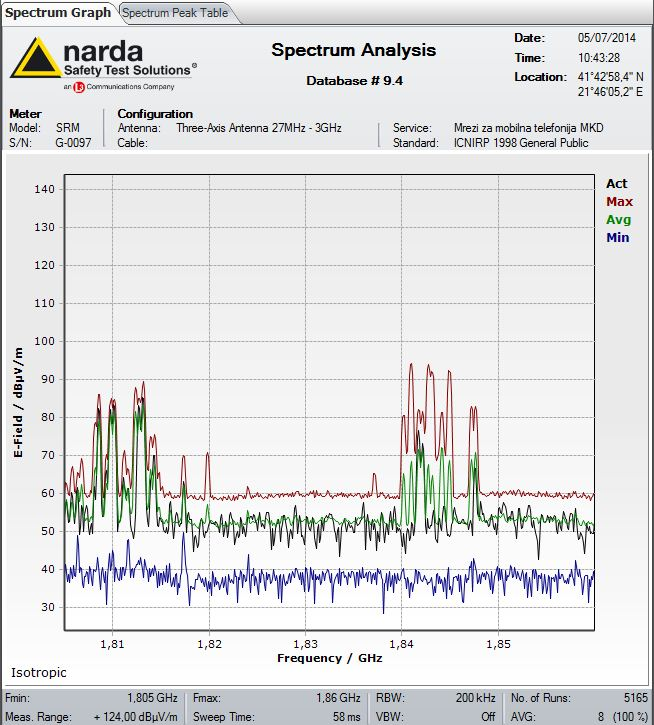 Spectrum Graph Spectrum Peak Table
narda
Safety Test Solutions®
an L3 Communications Company
Spectrum Analysis
Database # 9.4
Date: 05/07/2014
Time: 10:43:28
Location: 41°42'58,4" N
21°46'05,2" E
Meter
Model: SRM
S/N: G-0097
Configuration
Antenna: Three-Axis Antenna 27MHz - 3GHz
Cable:
Service: Mrezi za mobilna telefonija MKD
Standard: ICNIRP 1998 General Public
Act
Max
Avg
Min
E-Field / dBµV/m
140
130
120
110
100
90
80
70
60
50
40
30
1,81 1,82 1,83 1,84 1,85
Frequency / GHz
Isotropic
Fmin: 1,805 GHz Fmax: 1,86 GHz RBW: 200 kHz No. of Runs: 5165
Meas. Range: + 124,00 dBµV/m Sweep Time: 58 ms VBW: Off AVG: 8 (100 %)